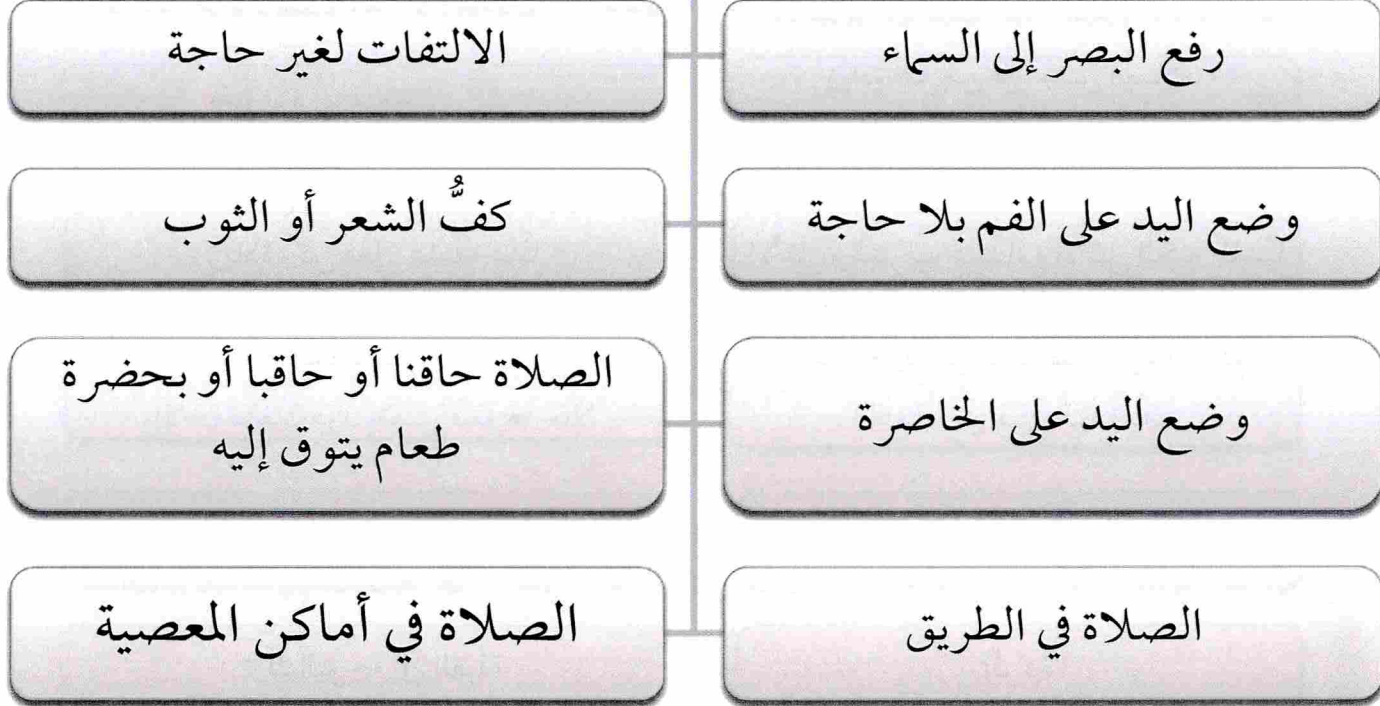 رفع البصر إلى السماء
الالتفات لغير حاجة
وضع اليد على الفم بلا حاجة
كفُّ الشعر أو الثوب
وضع اليد على الخاصرة
الصلاة حاقنا أو حاقبا أو بحضرة
طعام يتوق إليه
الصلاة في الطريق
الصلاة في أماكن المعصية